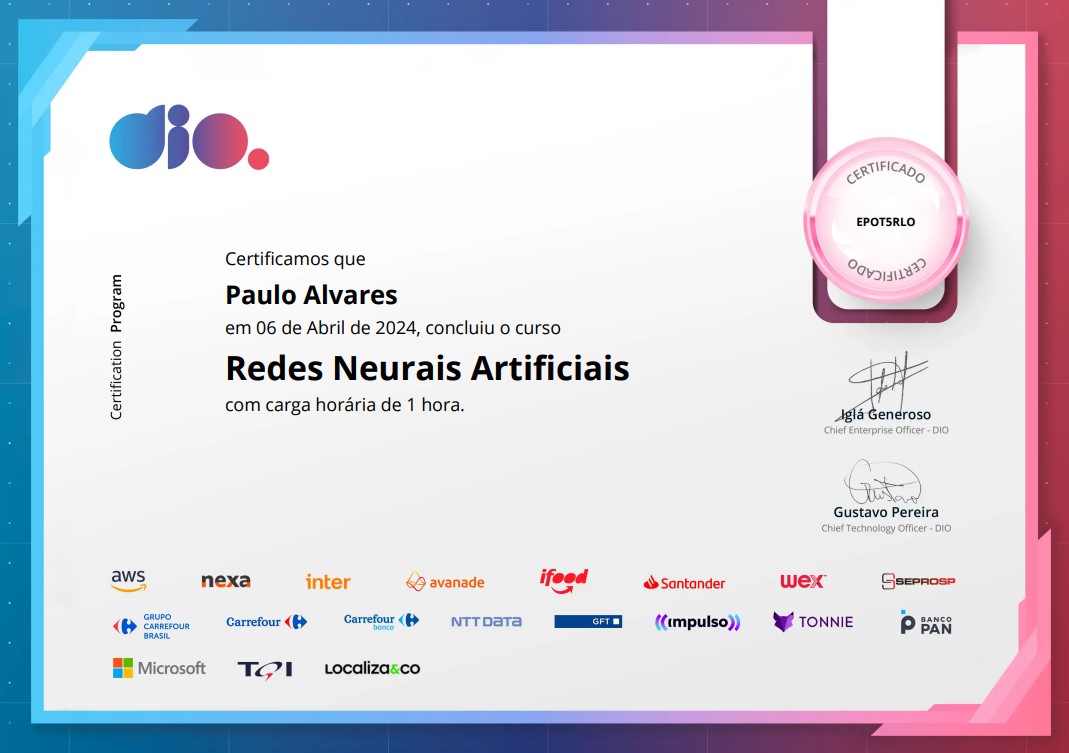 dio.
CERTIFICADO
EPOT5RLO
CERTIFICADO
Certification Program
Certificamos que
Paulo Alvares
em 06 de Abril de 2024, concluiu o curso
Redes Neurais Artificiais
com carga horária de 1 hora.
Iglá Generoso
Chief Enterprise Officer - DIO
Gustavo
Gustavo Pereira
Chief Technology Officer - DIO
aws nexa inter avanade ifood Santander wex SEPROSP
GRUPO CARREFOUR BRASIL Carrefour Carrefour banco NTT DATA GFT impulso TONNIE BANCO PAN
Microsoft TQI LOCALIZA&CO